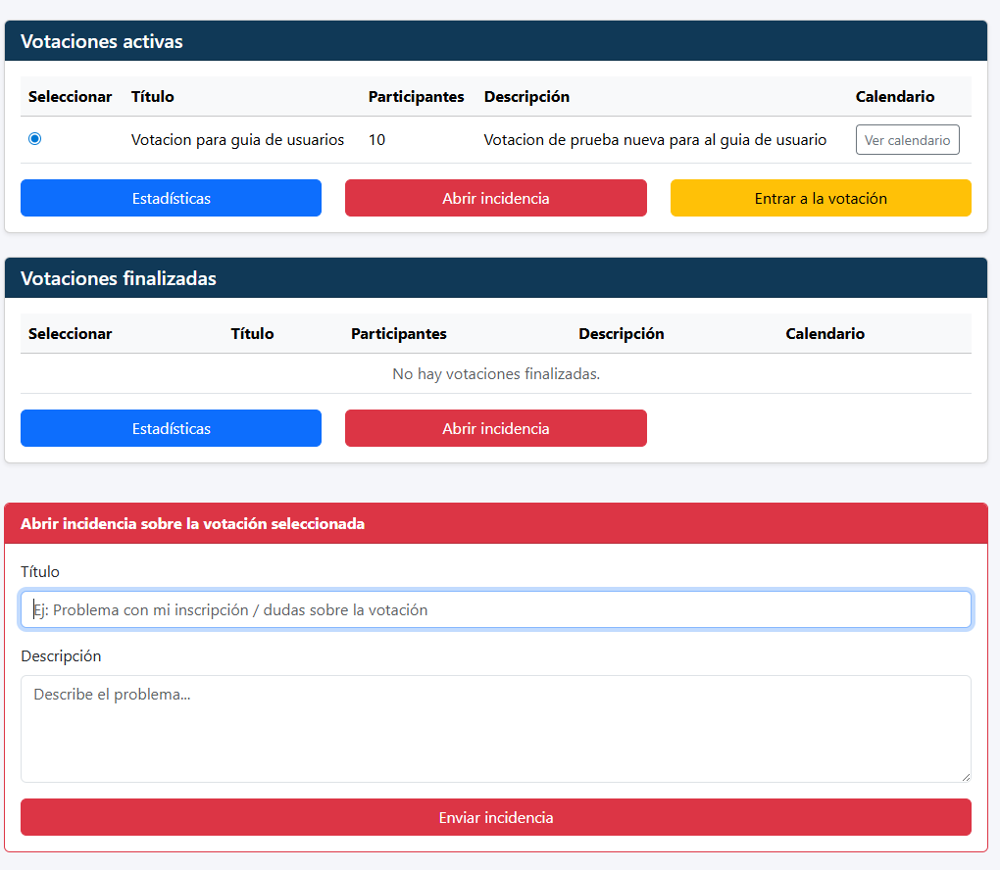 Votaciones activas
Seleccionar Título Participantes Descripción Calendario
Votacion para guia de usuarios 10 Votacion de prueba nueva para al guia de usuario Ver calendario
Estadísticas Abrir incidencia Entrar a la votación
Votaciones finalizadas
Seleccionar Título Participantes Descripción Calendario
No hay votaciones finalizadas.
Estadísticas Abrir incidencia
Abrir incidencia sobre la votación seleccionada
Título
Ej: Problema con mi inscripción / dudas sobre la votación
Descripción
Describe el problema...
Enviar incidencia